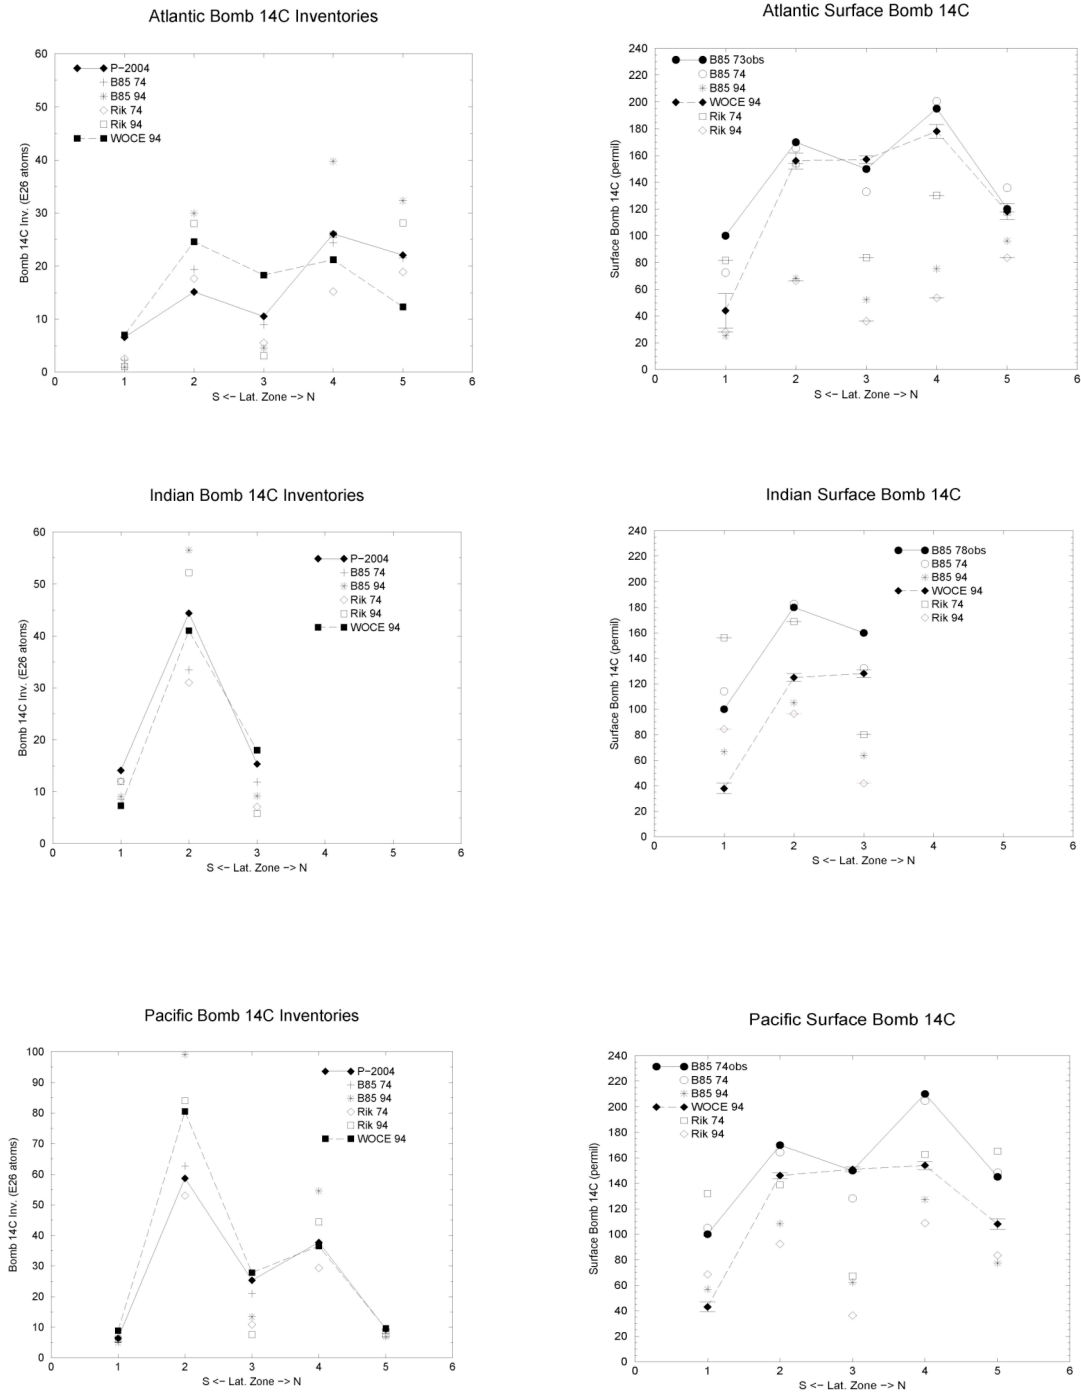 Atlantic Bomb 14C Inventories
60
50
40
30
20
10
0
Bomb 14C Inv. (E26 atoms)
P−2004
B85 74
B85 94
Rik 74
Rik 94
WOCE 94
0 1 2 3 4 5 6
S <− Lat. Zone −> N
Atlantic Surface Bomb 14C
240
220
200
180
160
140
120
100
80
60
40
20
0
Surface Bomb 14C (permil)
B85 73obs
B85 74
B85 94
WOCE 94
Rik 74
Rik 94
0 1 2 3 4 5 6
S <− Lat. Zone −> N
Indian Bomb 14C Inventories
60
50
40
30
20
10
0
Bomb 14C Inv. (E26 atoms)
P−2004
B85 74
B85 94
Rik 74
Rik 94
WOCE 94
0 1 2 3 4 5 6
S <− Lat. Zone −> N
Indian Surface Bomb 14C
240
220
200
180
160
140
120
100
80
60
40
20
0
Surface Bomb 14C (permil)
B85 78obs
B85 74
B85 94
WOCE 94
Rik 74
Rik 94
0 1 2 3 4 5 6
S <− Lat. Zone −> N
Pacific Bomb 14C Inventories
100
90
80
70
60
50
40
30
20
10
0
Bomb 14C Inv. (E26 atoms)
P−2004
B85 74
B85 94
Rik 74
Rik 94
WOCE 94
0 1 2 3 4 5 6
S <− Lat. Zone −> N
Pacific Surface Bomb 14C
240
220
200
180
160
140
120
100
80
60
40
20
0
Surface Bomb 14C (permil)
B85 74obs
B85 74
B85 94
WOCE 94
Rik 74
Rik 94
0 1 2 3 4 5 6
S <− Lat. Zone −> N